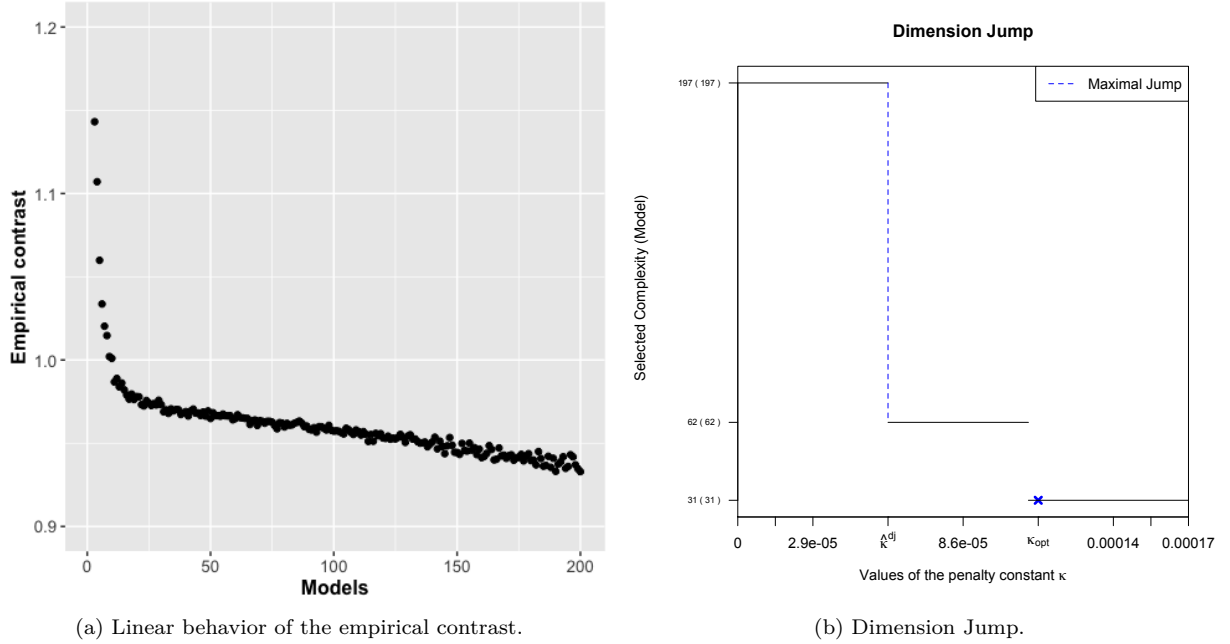 1.2
1.1
1.0
0.9
Empirical contrast
0
50
100
150
200
Models
(a) Linear behavior of the empirical contrast.
Dimension Jump
Maximal Jump
197 ( 197 )
62 ( 62 )
31 ( 31 )
Selected Complexity (Model)
0
2.9e-05
κ̂ᵈʲ
8.6e-05
κₒₚₜ
0.00014
0.00017
Values of the penalty constant κ
(b) Dimension Jump.